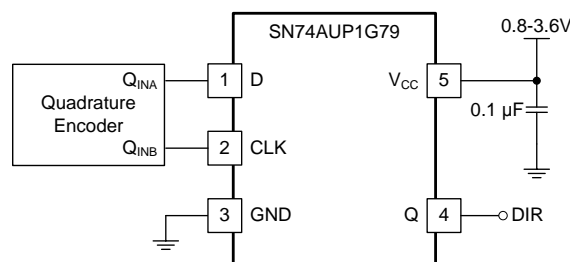 SN74AUP1G79
0.8-3.6V
Q_INA
1
D
V_CC
5
Quadrature
Encoder
0.1 µF
Q_INB
2
CLK
3
GND
Q
4
DIR